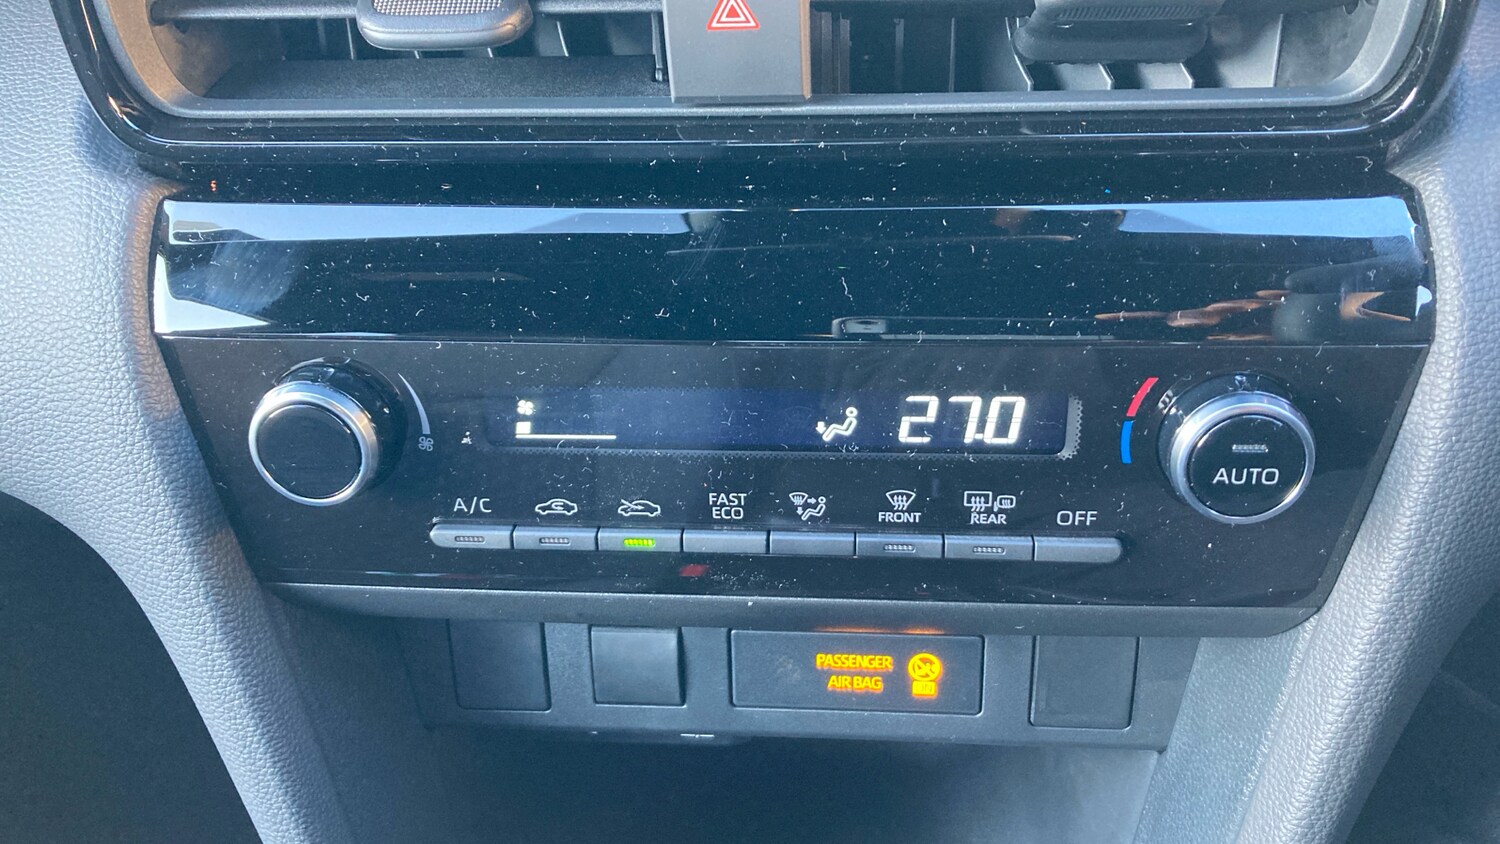 27.0
AUTO
A/C
FAST
ECO
FRONT
REAR
OFF
PASSENGER
AIR BAG